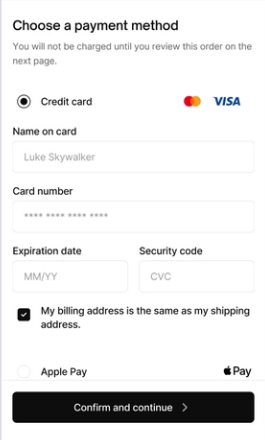 Choose a payment method
You will not be charged until you review this order on the
next page.
Credit card
VISA
Name on card
Luke Skywalker
Card number
**** **** **** ****
Expiration date
Security code
MM/YY
CVC
My billing address is the same as my shipping
address.
Apple Pay
Pay
Confirm and continue